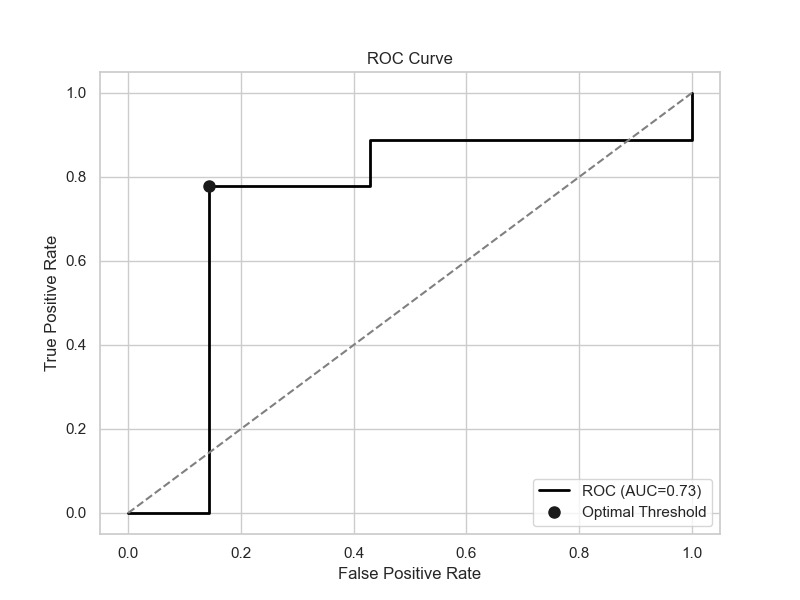 ROC Curve
True Positive Rate
1.0
0.8
0.6
0.4
0.2
0.0
ROC (AUC=0.73)
Optimal Threshold
0.0 0.2 0.4 0.6 0.8 1.0
False Positive Rate